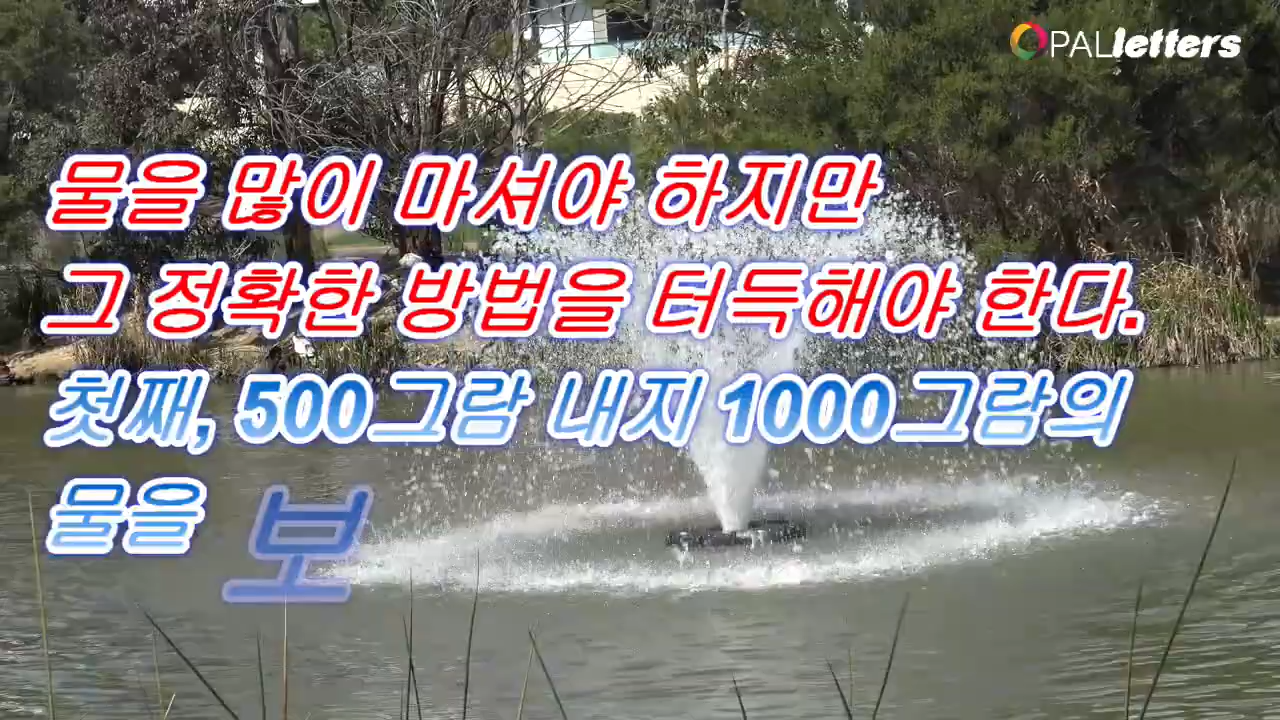 OPALletters
물을 많이 마셔야 하지만
그 정확한 방법을 터득해야 한다.
첫째, 500그람 내지 1000그람의
물을 보